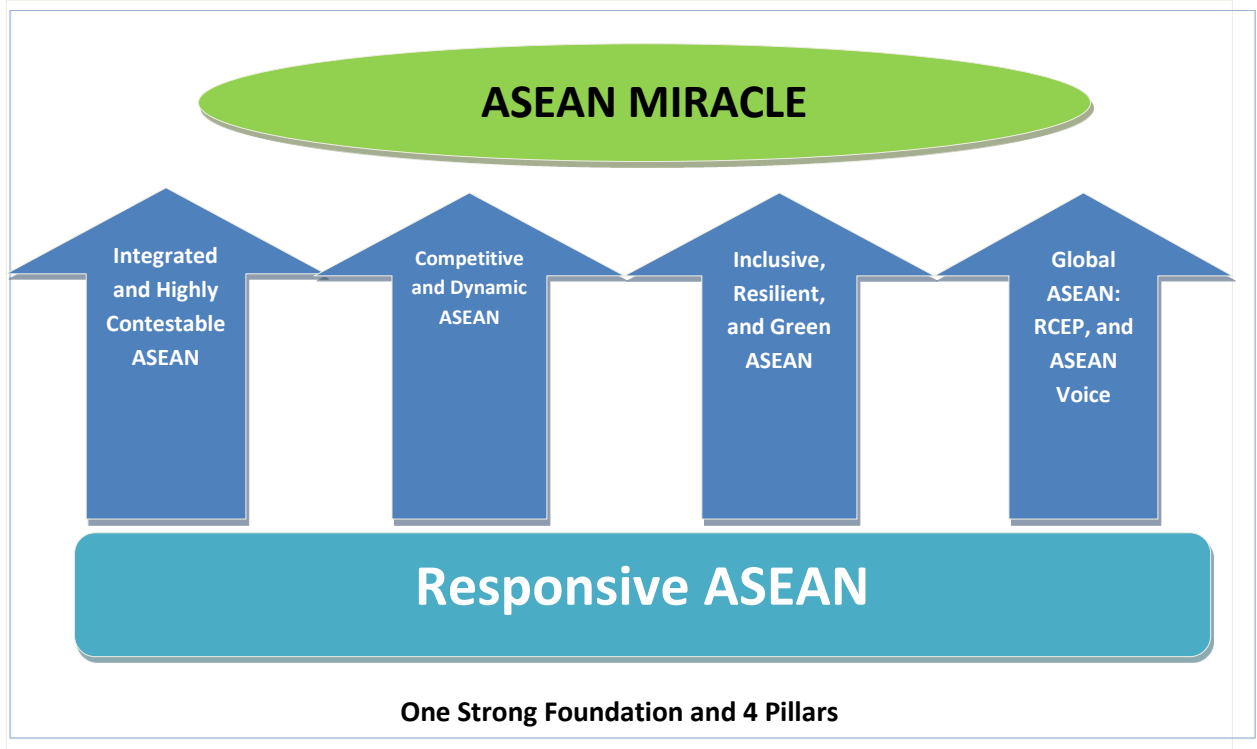 ASEAN MIRACLE
Integrated
and Highly
Contestable
ASEAN
Competitive
and Dynamic
ASEAN
Inclusive,
Resilient,
and Green
ASEAN
Global
ASEAN:
RCEP, and
ASEAN
Voice
Responsive ASEAN
One Strong Foundation and 4 Pillars